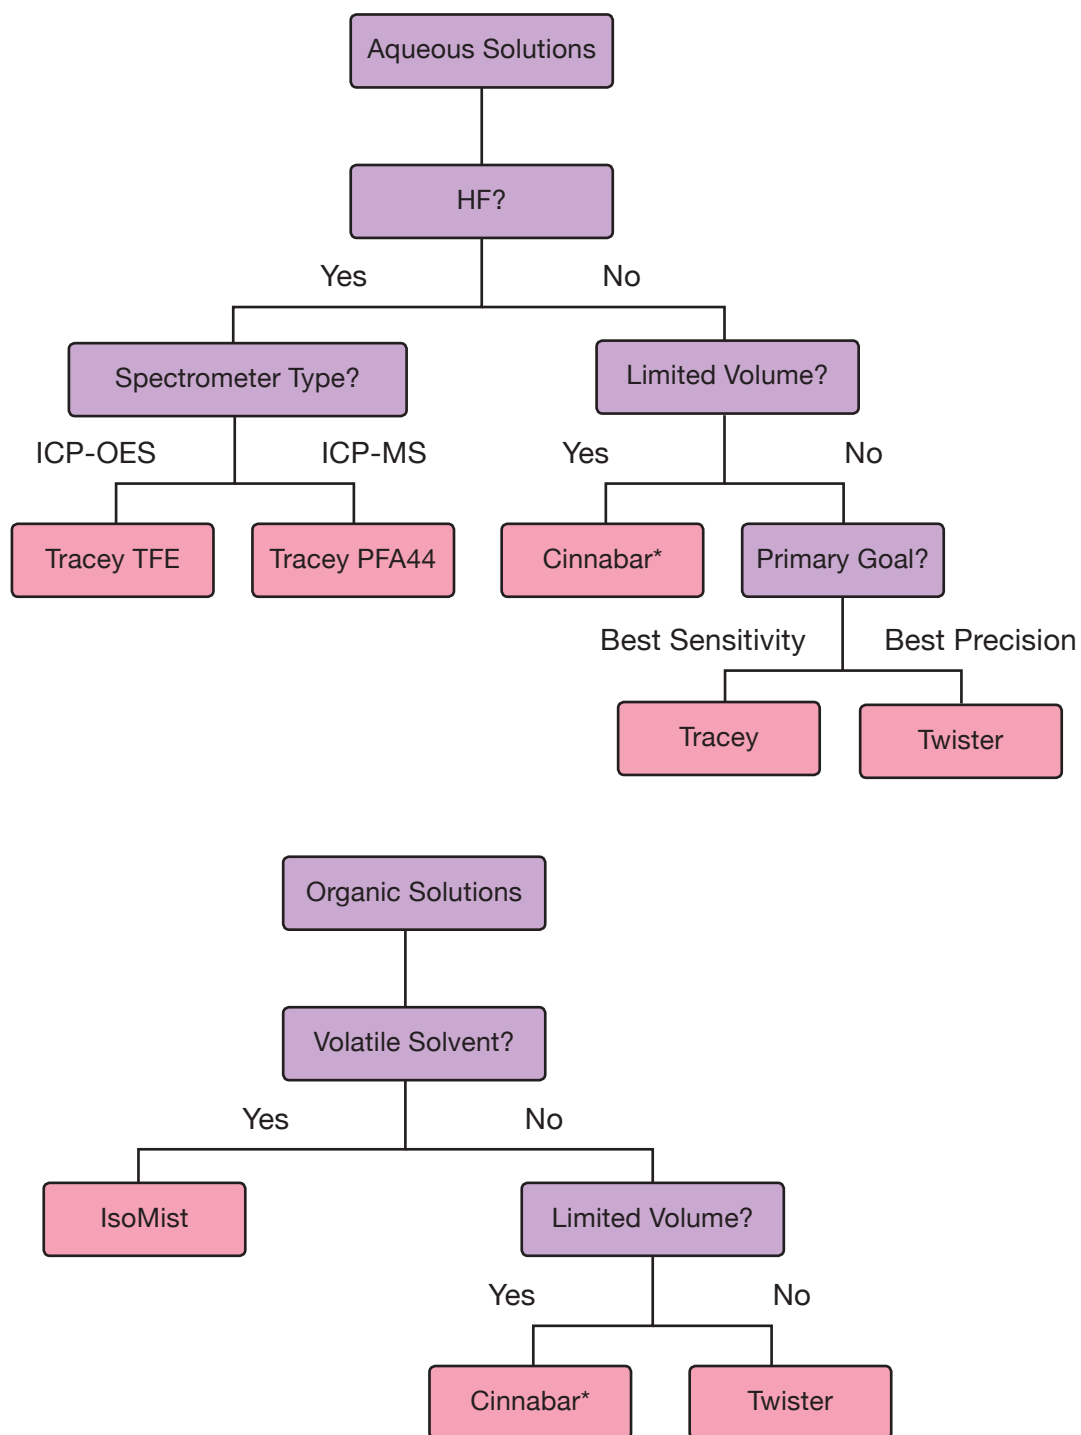 Aqueous Solutions
HF?
Yes
No
Spectrometer Type?
Limited Volume?
ICP-OES
ICP-MS
Yes
No
Tracey TFE
Tracey PFA44
Cinnabar*
Primary Goal?
Best Sensitivity
Best Precision
Tracey
Twister
Organic Solutions
Volatile Solvent?
Yes
No
IsoMist
Limited Volume?
Yes
No
Cinnabar*
Twister